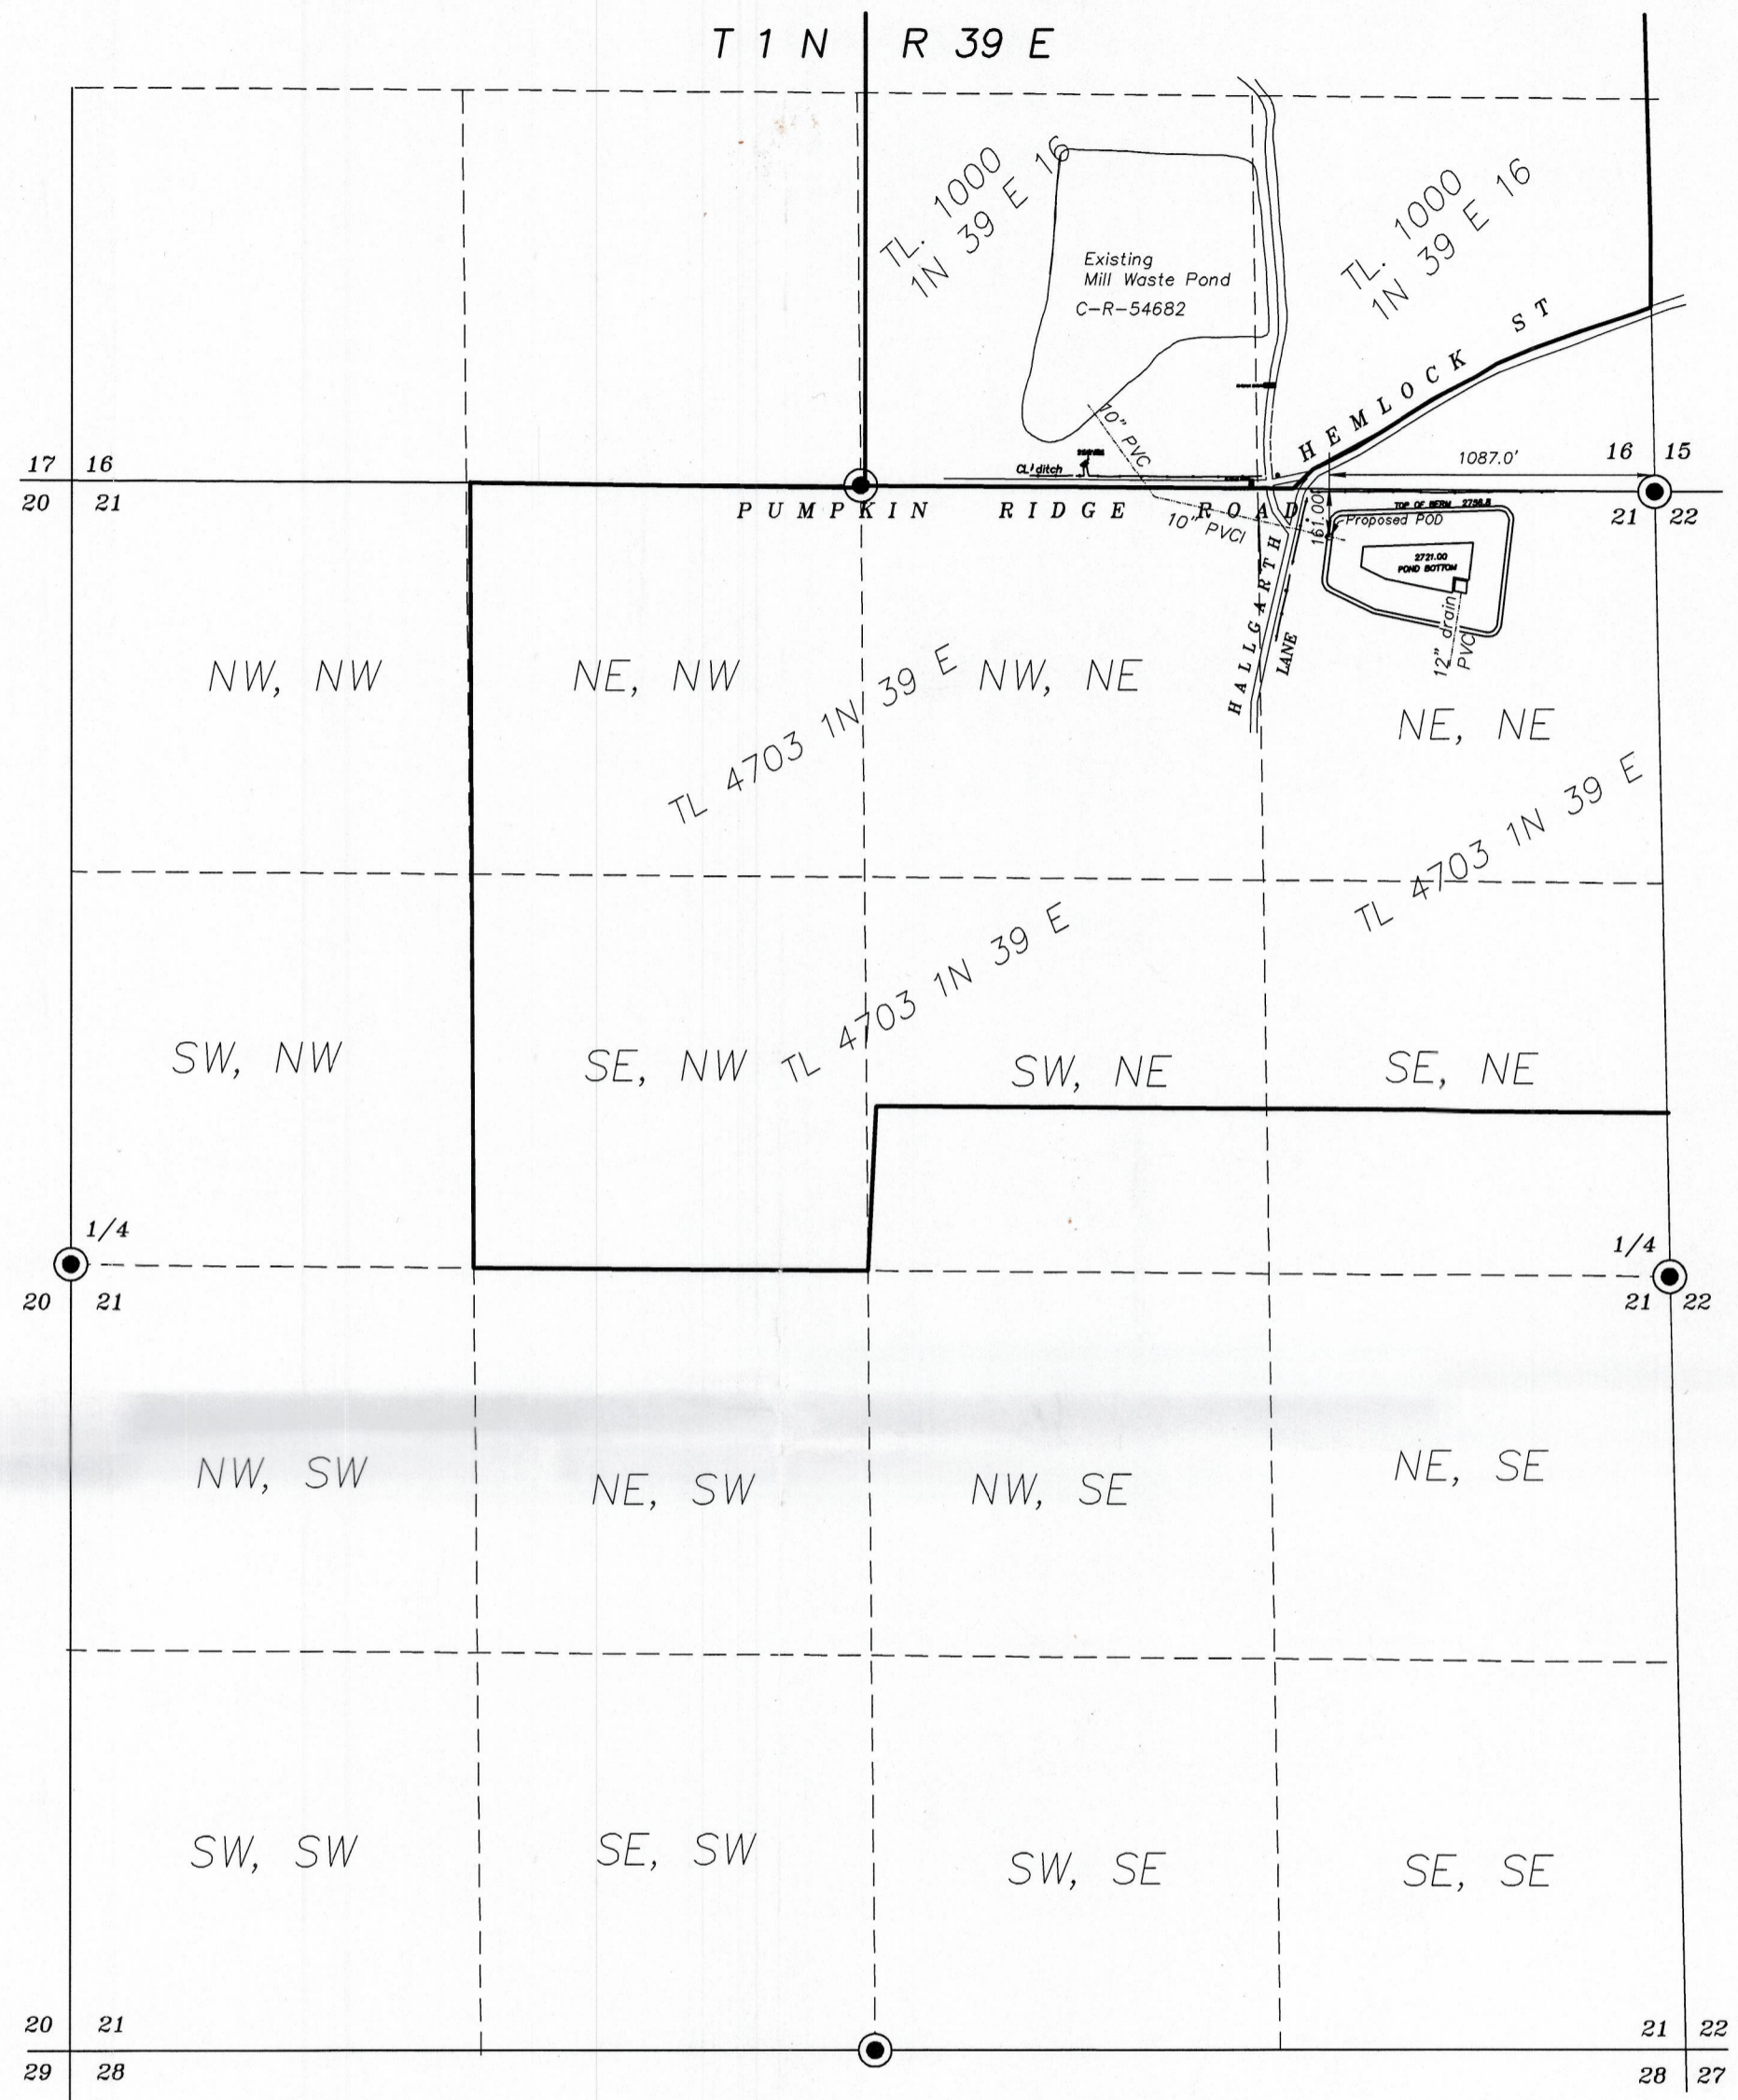 T 1 N R 39 E
TL. 1000
1N 39 E 16
TL. 1000
1N 39 E 16
Existing
Mill Waste Pond
C-R-54682
HEMLOCK ST
10" PVC
17 16
CL ditch
1087.0'
16 15
20 21
PUMPKIN RIDGE ROAD
10" PVC
161.00'
TOP OF BERM
Proposed POD
21 22
2721.00
POND BOTTOM
HALLGARTH
LANE
12" drain
PVC
NW, NW
NE, NW
NW, NE
NE, NE
TL 4703 1N 39 E
TL 4703 1N 39 E
TL 4703 1N 39 E
SW, NW
SE, NW
SW, NE
SE, NE
1/4
1/4
20 21
21 22
NW, SW
NE, SW
NW, SE
NE, SE
SW, SW
SE, SW
SW, SE
SE, SE
20 21
21 22
29 28
28 27